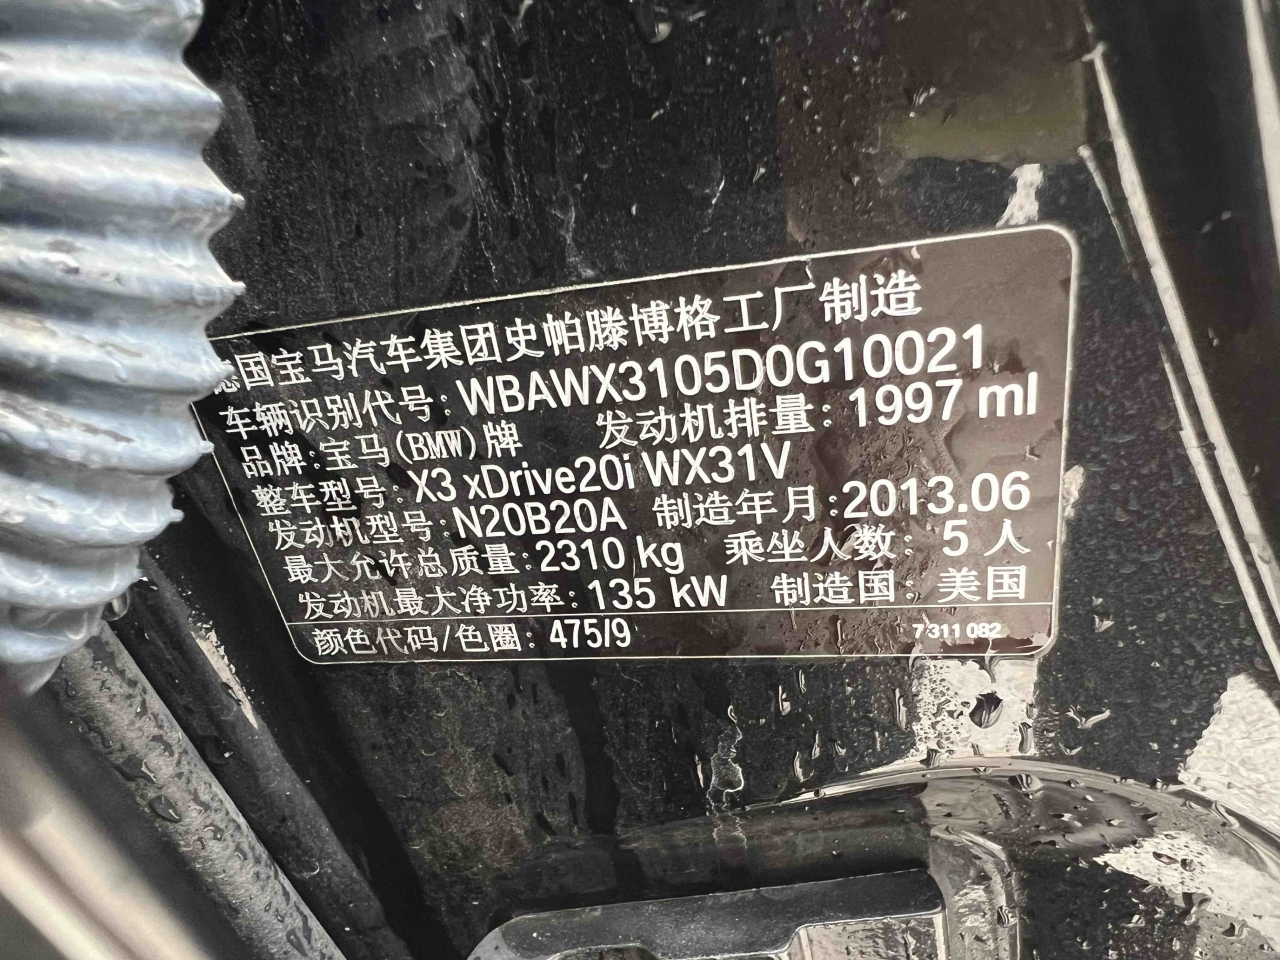 德国宝马汽车集团史帕滕博格工厂制造
车辆识别代号: WBAWX3105D0G10021
品牌:宝马(BMW)牌 发动机排量: 1997 ml
整车型号: X3 xDrive20i WX31V
发动机型号: N20B20A 制造年月:2013.06
最大允许总质量:2310 kg 乘坐人数: 5 人
发动机最大净功率: 135 kW 制造国: 美国
颜色代码/色圈: 475/9 7 311 082